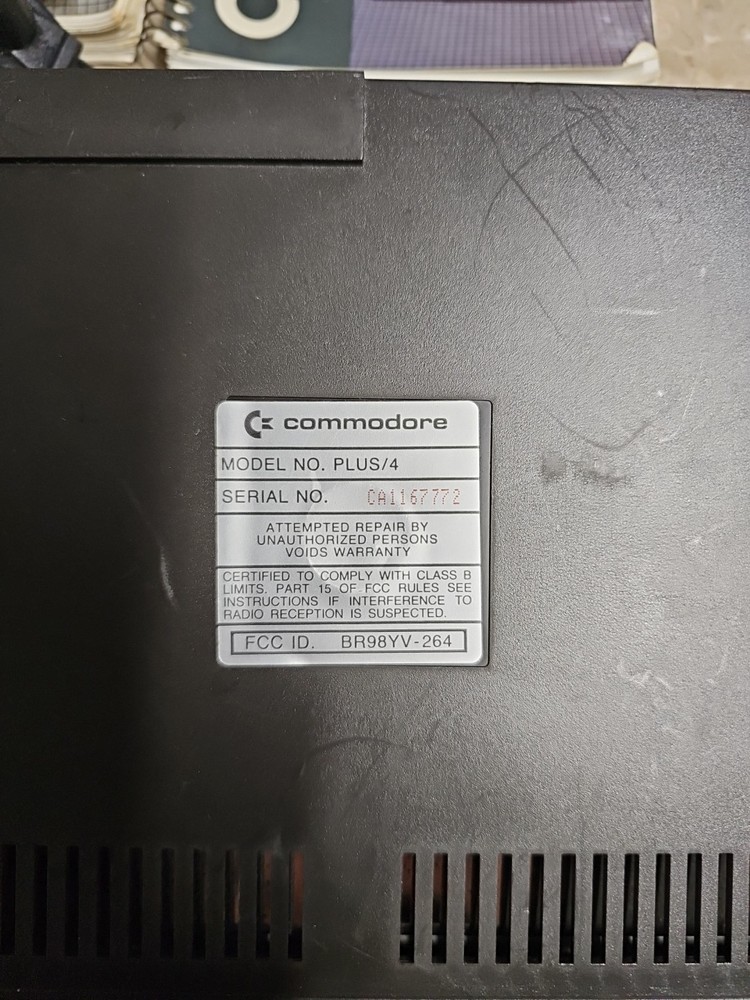 commodore
MODEL NO. PLUS/4
SERIAL NO. CA1167772
ATTEMPTED REPAIR BY
UNAUTHORIZED PERSONS
VOIDS WARRANTY
CERTIFIED TO COMPLY WITH CLASS B
LIMITS. PART 15 OF FCC RULES SEE
INSTRUCTIONS IF INTERFERENCE TO
RADIO RECEPTION IS SUSPECTED.
FCC ID. BR98YV-264